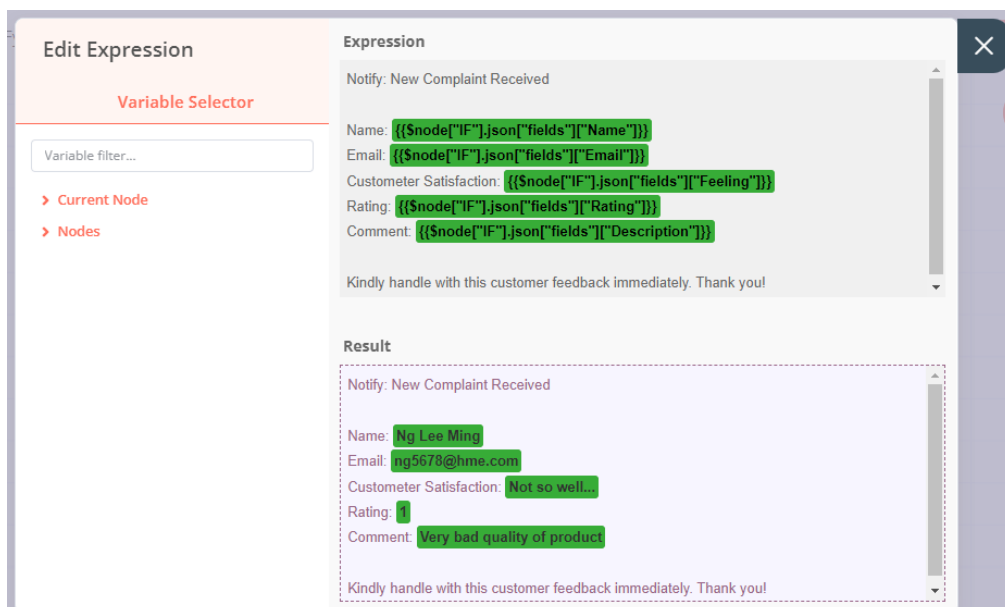 Edit Expression
Variable Selector
Variable filter...
Current Node
Nodes
Expression
Notify: New Complaint Received
Name: {{$node["IF"].json["fields"]["Name"]}}
Email: {{$node["IF"].json["fields"]["Email"]}}
Custometer Satisfaction: {{$node["IF"].json["fields"]["Feeling"]}}
Rating: {{$node["IF"].json["fields"]["Rating"]}}
Comment: {{$node["IF"].json["fields"]["Description"]}}
Kindly handle with this customer feedback immediately. Thank you!
Result
Notify: New Complaint Received
Name: Ng Lee Ming
Email: ng5678@hme.com
Custometer Satisfaction: Not so well...
Rating: 1
Comment: Very bad quality of product
Kindly handle with this customer feedback immediately. Thank you!